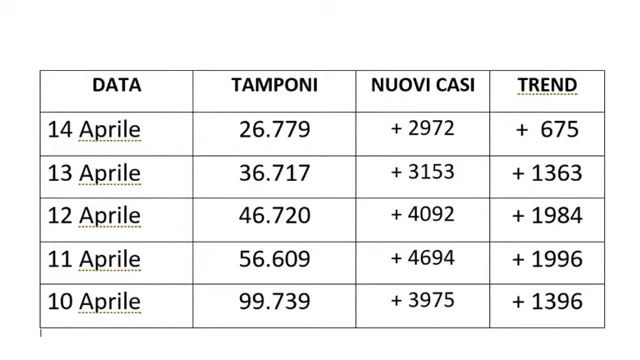 DATA TAMPONI NUOVI CASI TREND
14 Aprile 26.779 + 2972 + 675
13 Aprile 36.717 + 3153 + 1363
12 Aprile 46.720 + 4092 + 1984
11 Aprile 56.609 + 4694 + 1996
10 Aprile 99.739 + 3975 + 1396